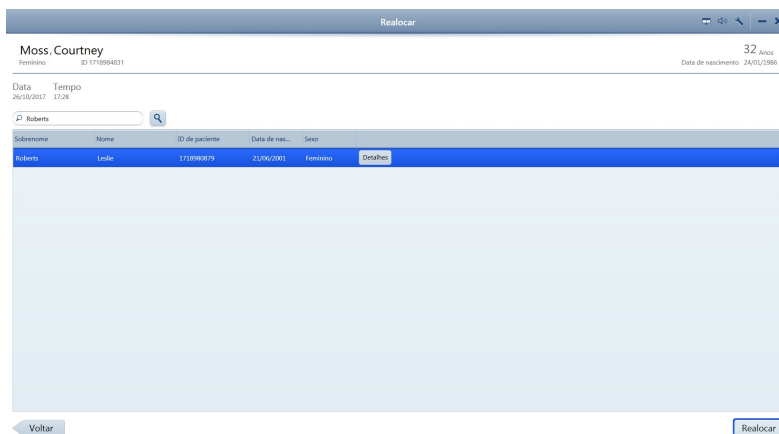 Realocar
Moss, Courtney
32 Anos
Feminino ID 1718984831
Data de nascimento 24/01/1986
Data Tempo
26/10/2017 17:28
Roberts
Sobrenome Nome ID de paciente Data de nas... Sexo
Roberts Leslie 1718980879 21/06/2001 Feminino Detalhes
Voltar Realocar